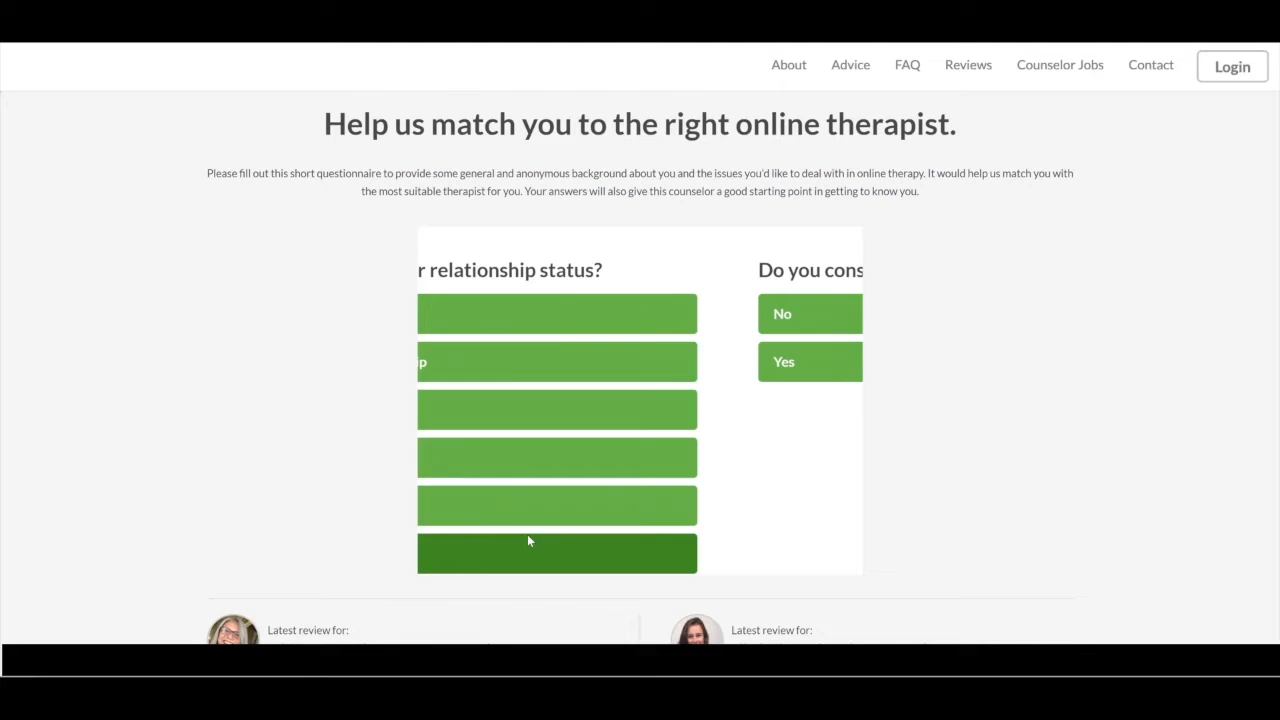 About Advice FAQ Reviews Counselor Jobs Contact Login
Help us match you to the right online therapist.
Please fill out this short questionnaire to provide some general and anonymous background about you and the issues you'd like to deal with in online therapy. It would help us match you with
the most suitable therapist for you. Your answers will also give this counselor a good starting point in getting to know you.
r relationship status?
ip
Do you cons
No
Yes
Latest review for:
Latest review for: